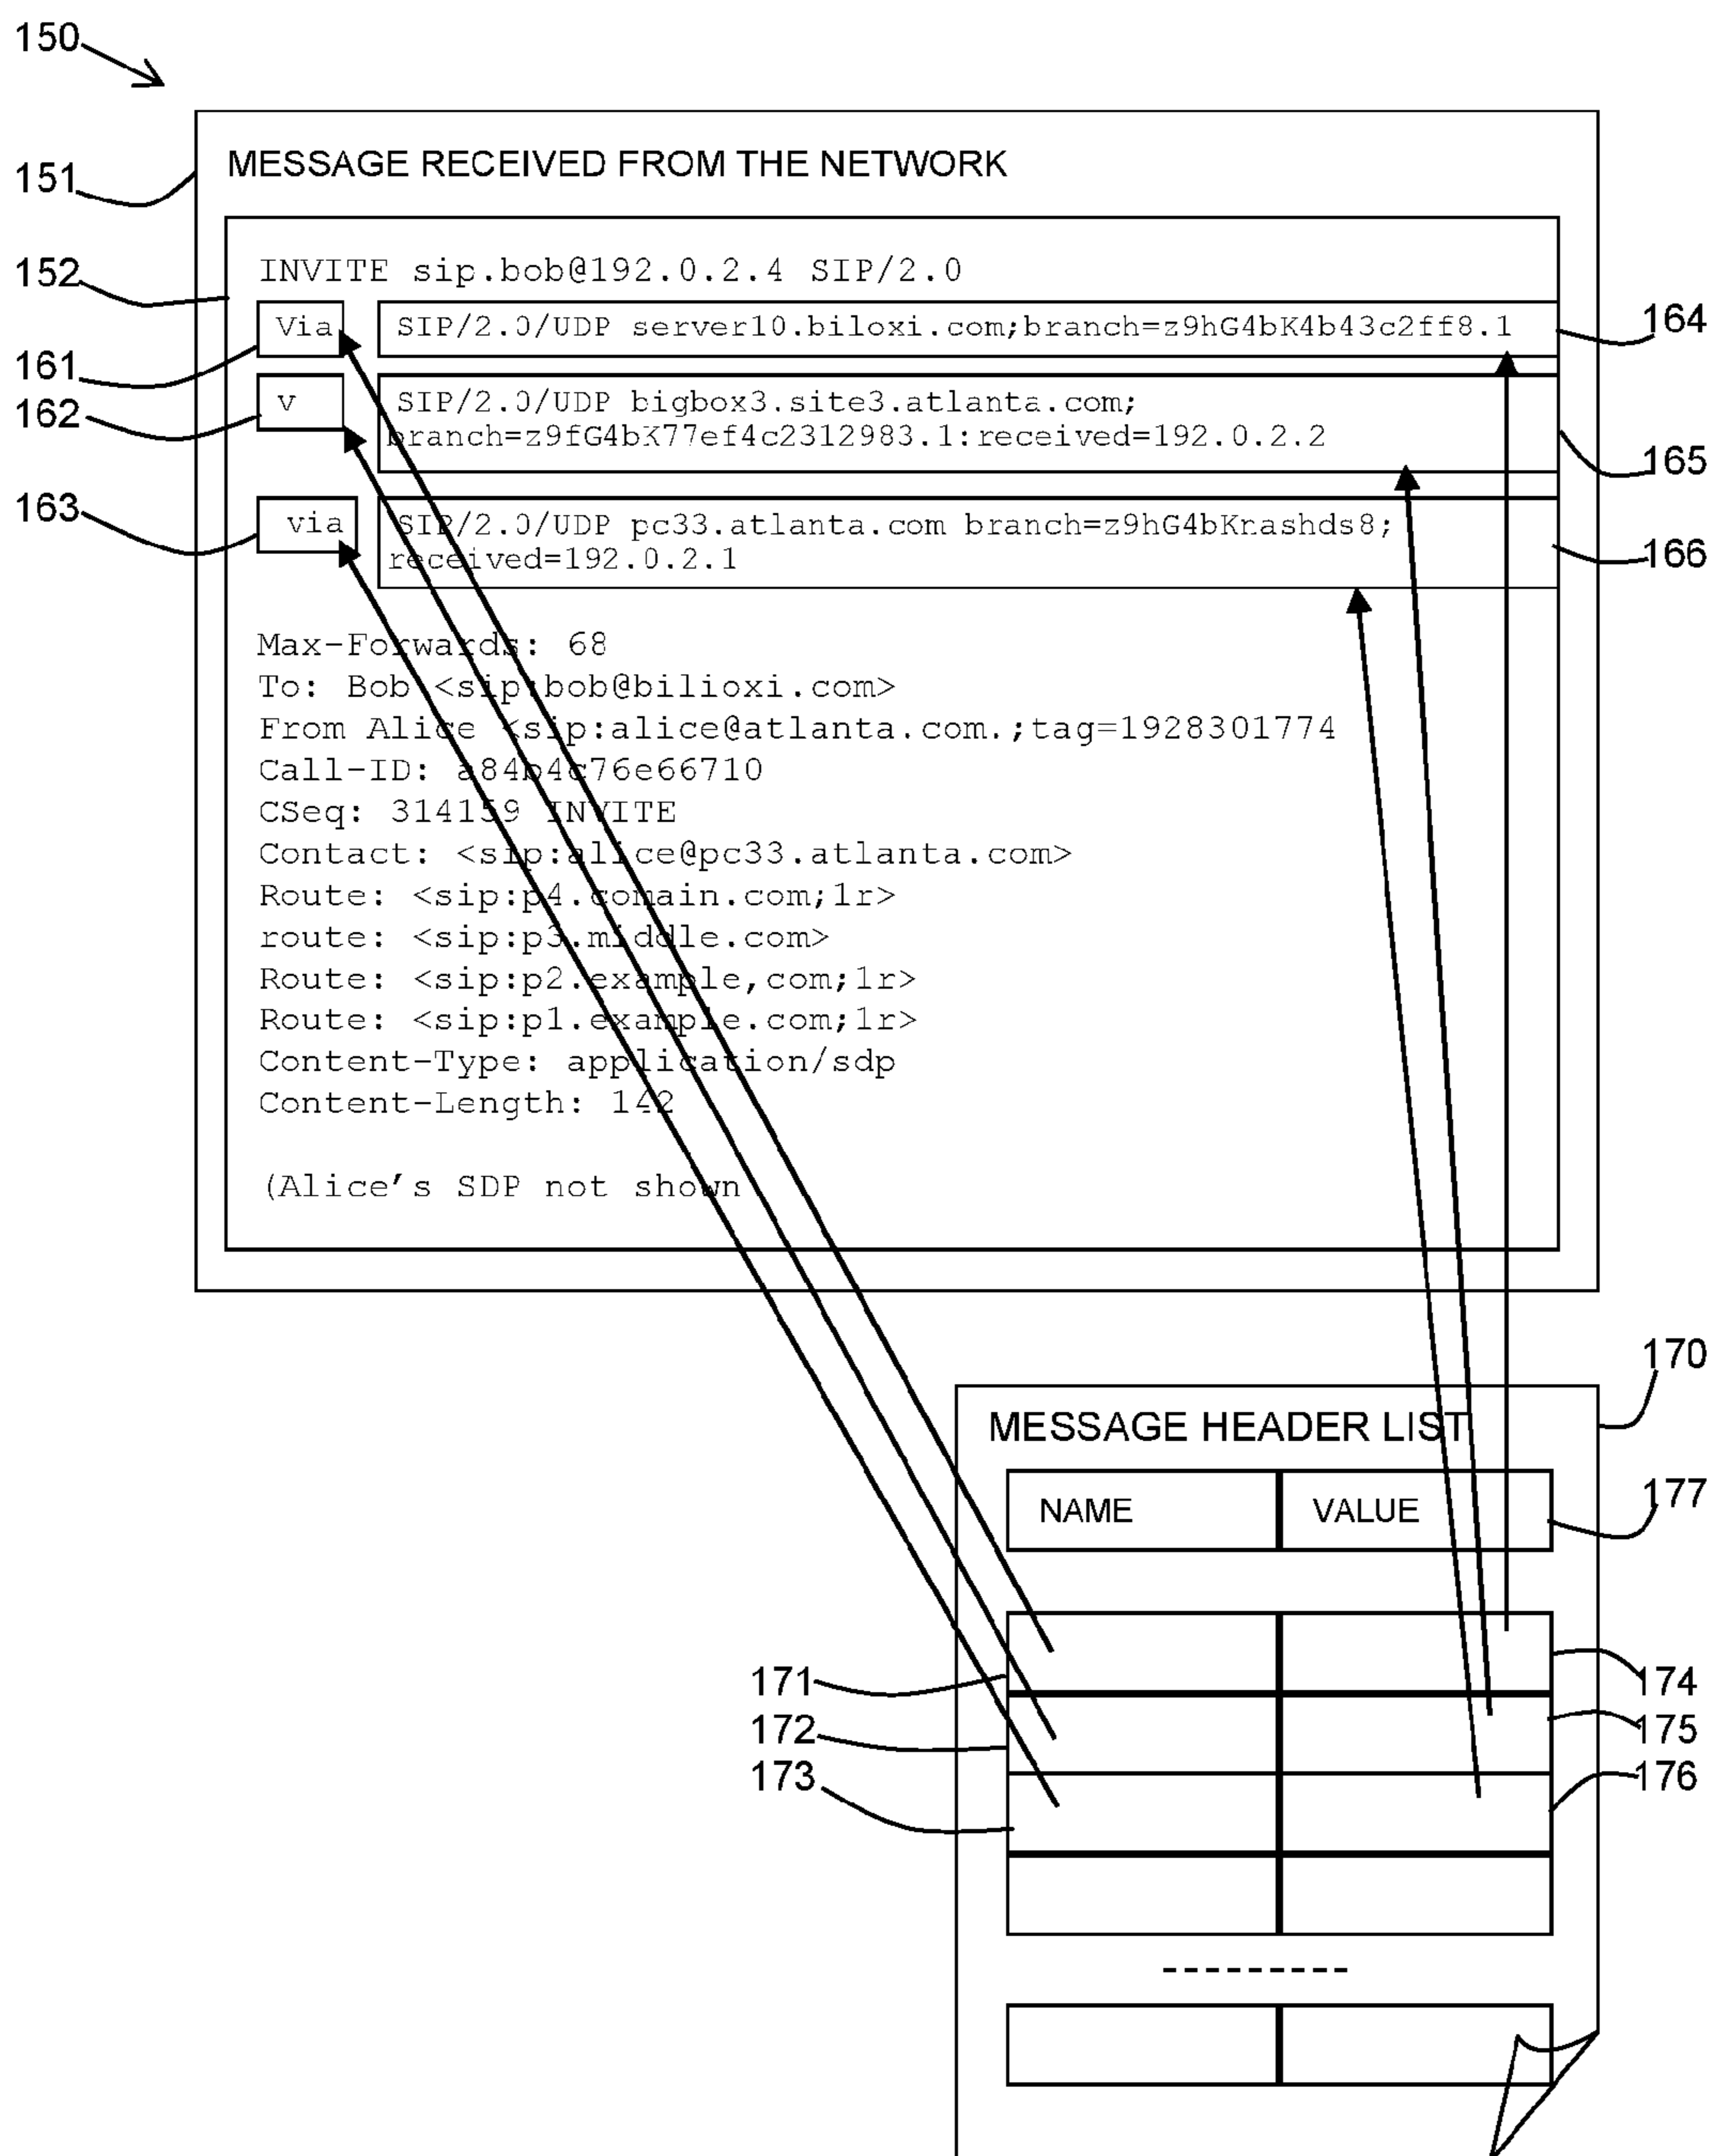 150
151
MESSAGE RECEIVED FROM THE NETWORK
152
INVITE sip.bob@192.0.2.4 SIP/2.0
161
Via
SIP/2.0/UDP server10.biloxi.com;branch=z9hG4bK4b43c2ff8.1
164
162
v
SIP/2.0/UDP bigbox3.site3.atlanta.com;
branch=z9fG4bK77ef4c2312983.1:received=192.0.2.2
165
163
via
SIP/2.0/UDP pc33.atlanta.com branch=z9hG4bKnashds8;
received=192.0.2.1
166
Max-Forwards: 68
To: Bob <sip:bob@bilioxi.com>
From Alice <sip:alice@atlanta.com.;tag=1928301774
Call-ID: a84b4c76e66710
CSeq: 314159 INVITE
Contact: <sip:alice@pc33.atlanta.com>
Route: <sip:p4.domain.com;1r>
route: <sip:p3.middle.com>
Route: <sip:p2.example,com;1r>
Route: <sip:p1.example.com;1r>
Content-Type: application/sdp
Content-Length: 142
(Alice's SDP not shown
170
MESSAGE HEADER LIST
NAME
VALUE
177
171
174
172
175
173
176